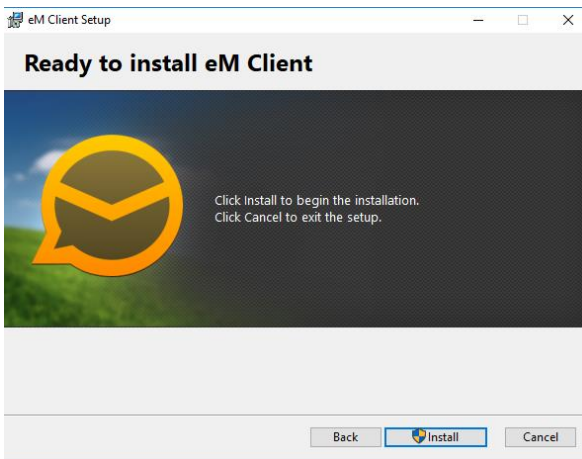 eM Client Setup
Ready to install eM Client
Click Install to begin the installation.
Click Cancel to exit the setup.
Back
Install
Cancel